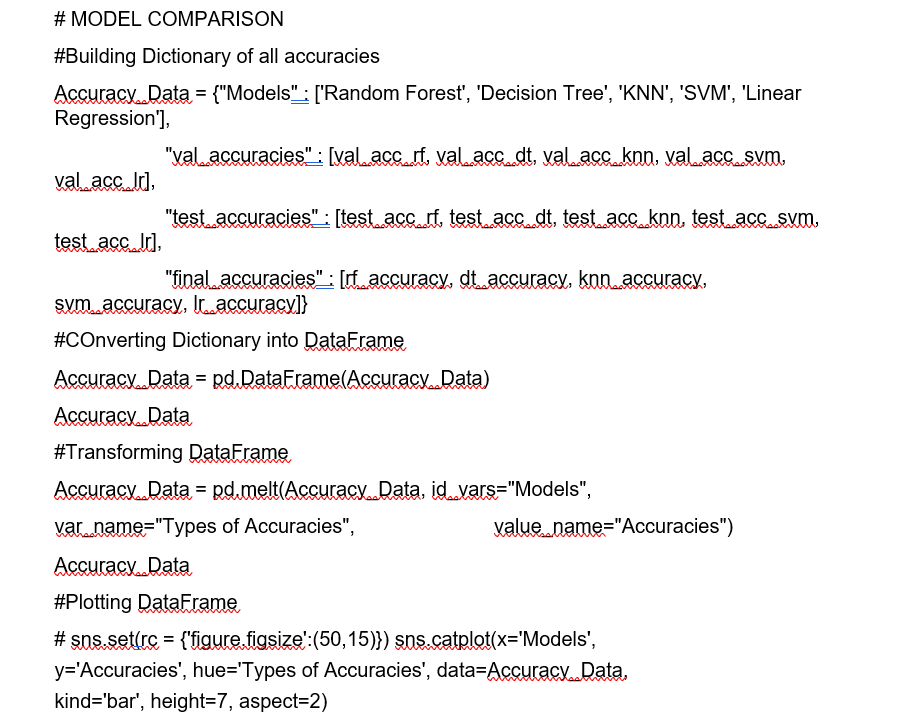 # MODEL COMPARISON
#Building Dictionary of all accuracies
Accuracy_Data = {"Models" : ['Random Forest', 'Decision Tree', 'KNN', 'SVM', 'Linear
Regression'],
"val_accuracies" : [val_acc_rf, val_acc_dt, val_acc_knn, val_acc_svm,
val_acc_lr],
"test_accuracies" : [test_acc_rf, test_acc_dt, test_acc_knn, test_acc_svm,
test_acc_lr],
"final_accuracies" : [rf_accuracy, dt_accuracy, knn_accuracy,
svm_accuracy, lr_accuracy]}
#COnverting Dictionary into DataFrame
Accuracy_Data = pd.DataFrame(Accuracy_Data)
Accuracy_Data
#Transforming DataFrame
Accuracy_Data = pd.melt(Accuracy_Data, id_vars="Models",
var_name="Types of Accuracies", value_name="Accuracies")
Accuracy_Data
#Plotting DataFrame
# sns.set(rc = {'figure.figsize':(50,15)}) sns.catplot(x='Models',
y='Accuracies', hue='Types of Accuracies', data=Accuracy_Data,
kind='bar', height=7, aspect=2)